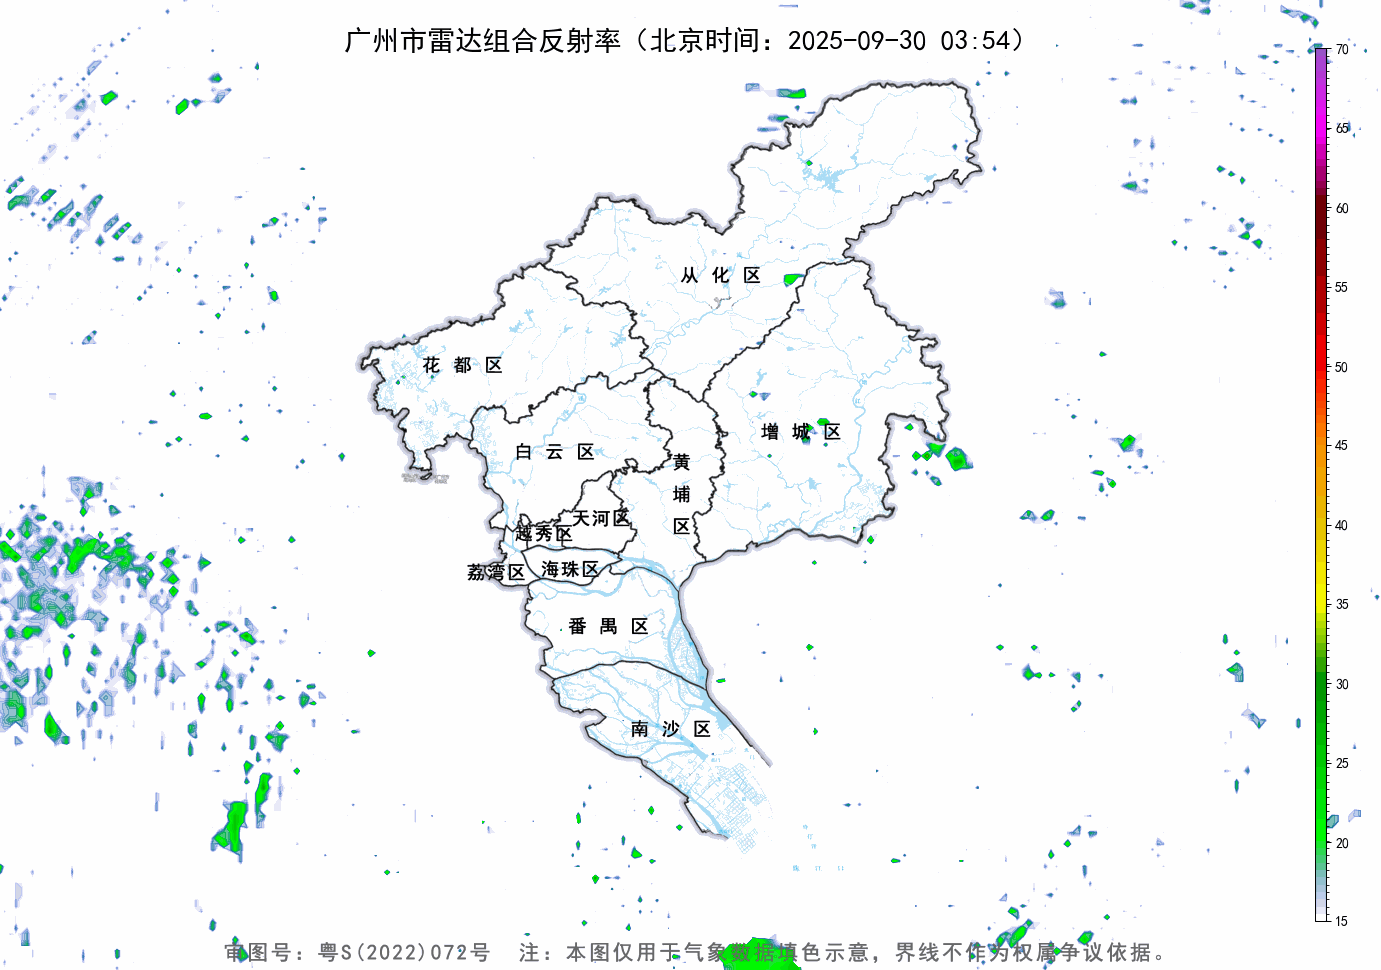 广州市雷达组合反射率（北京时间：2025-09-30 03:54）
70
65
60
55
50
45
40
35
30
25
20
15
从化区
花都区
增城区
白云区
黄埔区
天河区
越秀区
荔湾区
海珠区
番禺区
南沙区
审图号：粤S(2022)072号 注：本图仅用于气象数据填色示意，界线不作为权属争议依据。